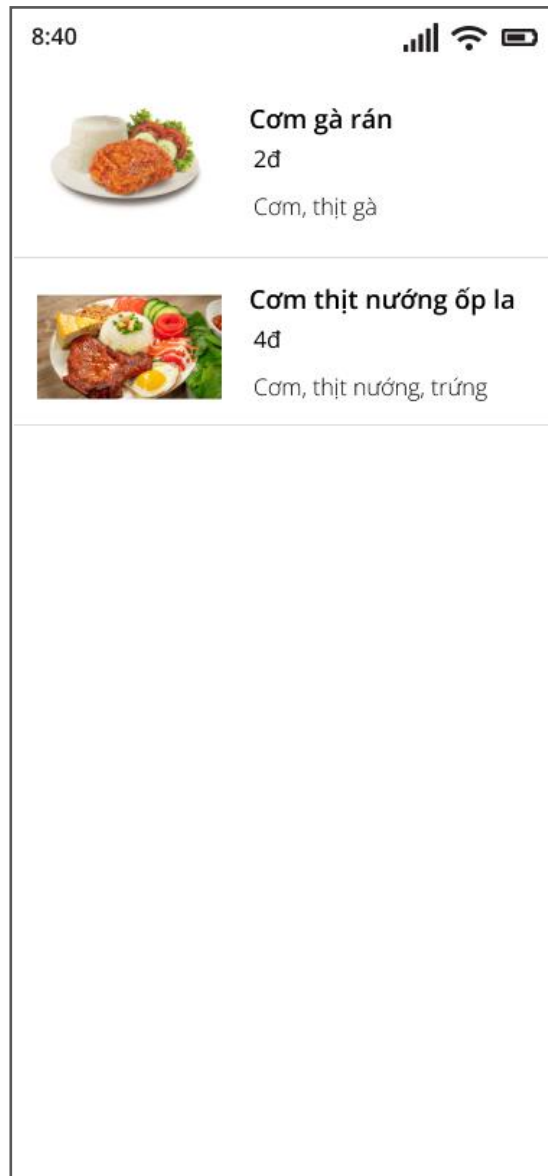 8:40
Cơm gà rán
2đ
Cơm, thịt gà
Cơm thịt nướng ốp la
4đ
Cơm, thịt nướng, trứng